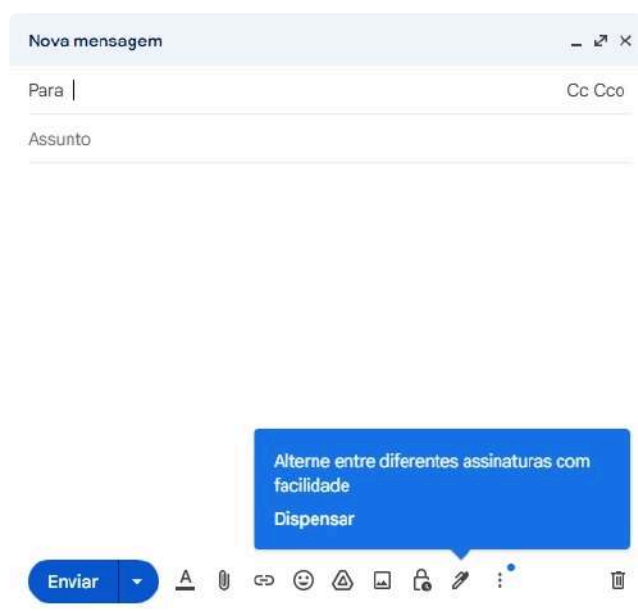 Nova mensagem
Para
Cc Cco
Assunto
Alterne entre diferentes assinaturas com
facilidade
Dispensar
Enviar
A